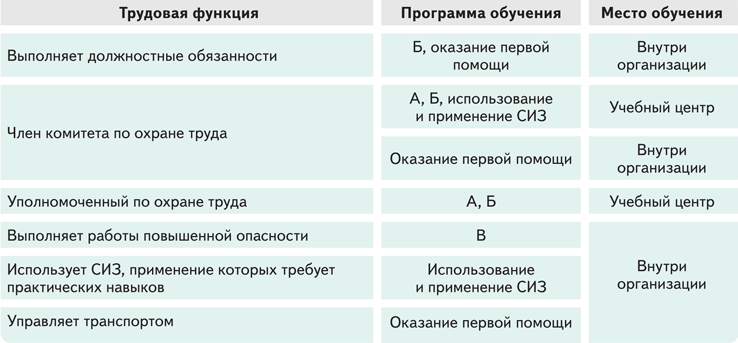 Трудовая функция
Программа обучения
Место обучения
Выполняет должностные обязанности
Б, оказание первой
помощи
Внутри
организации
Член комитета по охране труда
А, Б, использование
и применение СИЗ
Учебный центр
Оказание первой помощи
Внутри
организации
Уполномоченный по охране труда
А, Б
Учебный центр
Выполняет работы повышенной опасности
В
Использует СИЗ, применение которых требует
практических навыков
Использование
и применение СИЗ
Внутри
организации
Управляет транспортом
Оказание первой помощи